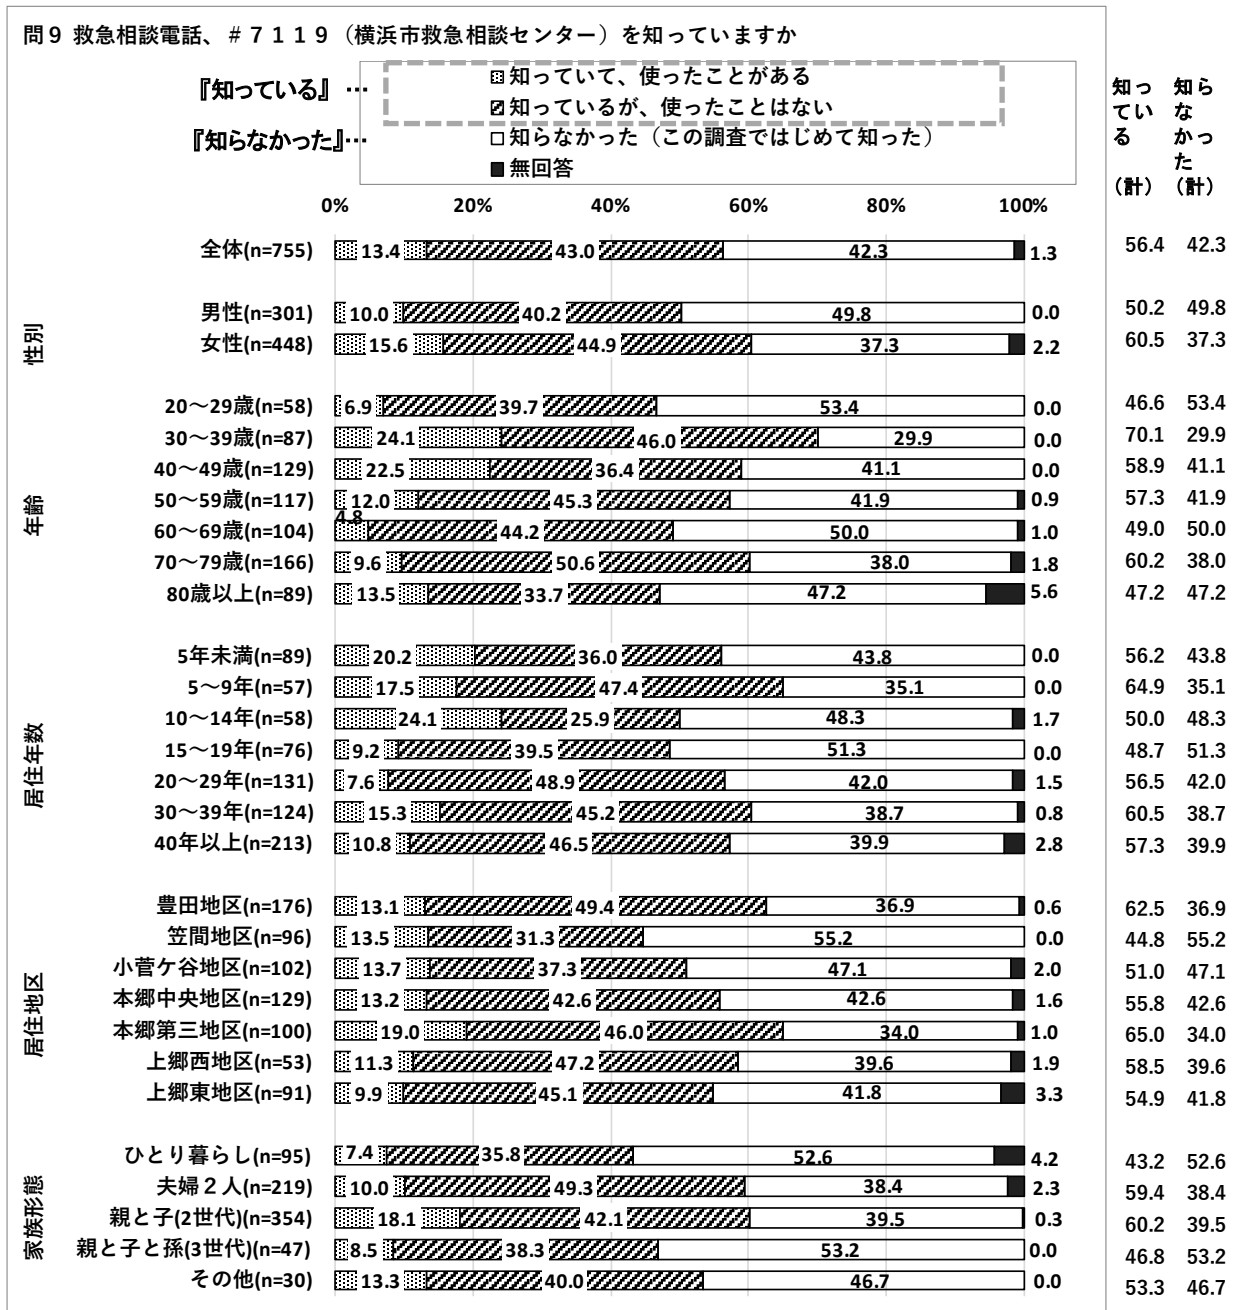 問９ 救急相談電話、＃７１１９（横浜市救急相談センター）を知っていますか
『知っている』…
知っていて、使ったことがある
知っているが、使ったことはない
『知らなかった』…
知らなかった（この調査ではじめて知った）
無回答
知っている（計） 知らなかった（計）
0% 20% 40% 60% 80% 100%
全体(n=755) 13.4 43.0 42.3 1.3 56.4 42.3
性別
男性(n=301) 10.0 40.2 49.8 0.0 50.2 49.8
女性(n=448) 15.6 44.9 37.3 2.2 60.5 37.3
年齢
20～29歳(n=58) 6.9 39.7 53.4 0.0 46.6 53.4
30～39歳(n=87) 24.1 46.0 29.9 0.0 70.1 29.9
40～49歳(n=129) 22.5 36.4 41.1 0.0 58.9 41.1
50～59歳(n=117) 12.0 45.3 41.9 0.9 57.3 41.9
60～69歳(n=104) 4.8 44.2 50.0 1.0 49.0 50.0
70～79歳(n=166) 9.6 50.6 38.0 1.8 60.2 38.0
80歳以上(n=89) 13.5 33.7 47.2 5.6 47.2 47.2
居住年数
5年未満(n=89) 20.2 36.0 43.8 0.0 56.2 43.8
5～9年(n=57) 17.5 47.4 35.1 0.0 64.9 35.1
10～14年(n=58) 24.1 25.9 48.3 1.7 50.0 48.3
15～19年(n=76) 9.2 39.5 51.3 0.0 48.7 51.3
20～29年(n=131) 7.6 48.9 42.0 1.5 56.5 42.0
30～39年(n=124) 15.3 45.2 38.7 0.8 60.5 38.7
40年以上(n=213) 10.8 46.5 39.9 2.8 57.3 39.9
居住地区
豊田地区(n=176) 13.1 49.4 36.9 0.6 62.5 36.9
笠間地区(n=96) 13.5 31.3 55.2 0.0 44.8 55.2
小菅ケ谷地区(n=102) 13.7 37.3 47.1 2.0 51.0 47.1
本郷中央地区(n=129) 13.2 42.6 42.6 1.6 55.8 42.6
本郷第三地区(n=100) 19.0 46.0 34.0 1.0 65.0 34.0
上郷西地区(n=53) 11.3 47.2 39.6 1.9 58.5 39.6
上郷東地区(n=91) 9.9 45.1 41.8 3.3 54.9 41.8
家族形態
ひとり暮らし(n=95) 7.4 35.8 52.6 4.2 43.2 52.6
夫婦２人(n=219) 10.0 49.3 38.4 2.3 59.4 38.4
親と子(2世代)(n=354) 18.1 42.1 39.5 0.3 60.2 39.5
親と子と孫(3世代)(n=47) 8.5 38.3 53.2 0.0 46.8 53.2
その他(n=30) 13.3 40.0 46.7 0.0 53.3 46.7